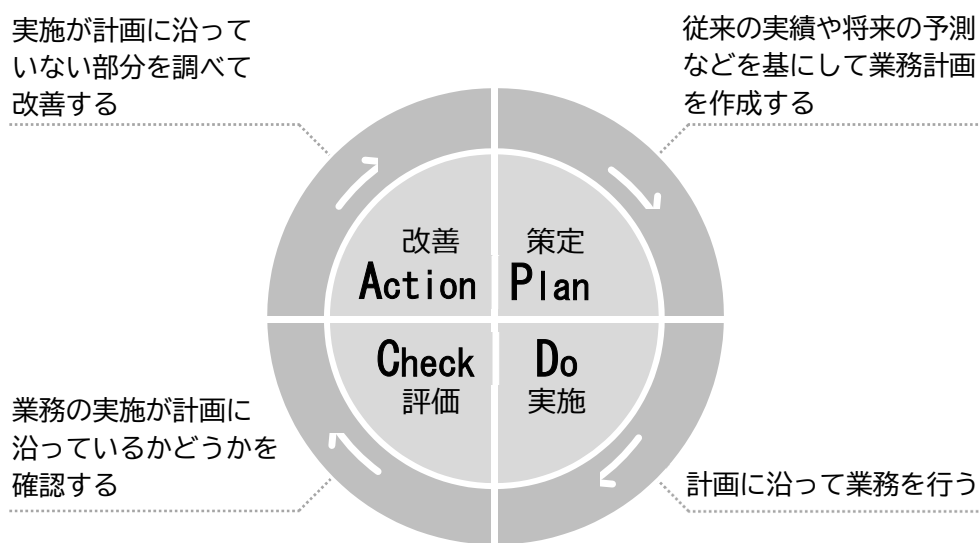 実施が計画に沿って
いない部分を調べて
改善する
従来の実績や将来の予測
などを基にして業務計画
を作成する
改善
Action
策定
Plan
Check
評価
Do
実施
業務の実施が計画に
沿っているかどうかを
確認する
計画に沿って業務を行う